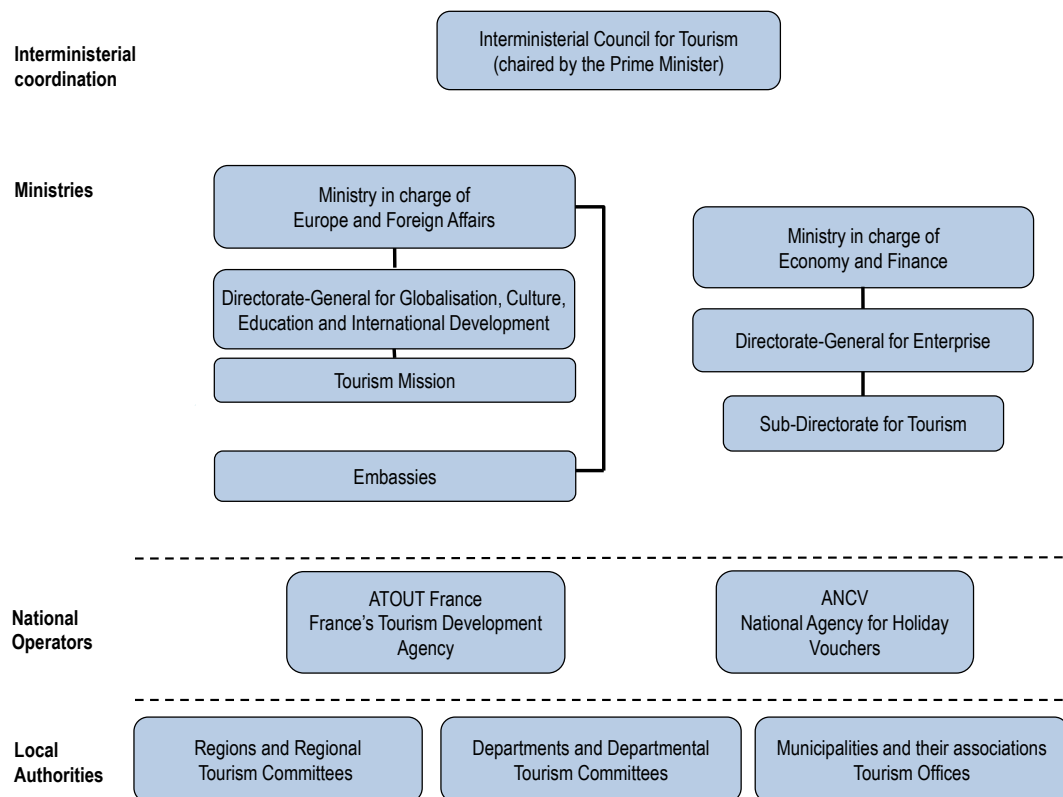 Interministerial
coordination
Interministerial Council for Tourism
(chaired by the Prime Minister)
Ministries
Ministry in charge of
Europe and Foreign Affairs
Directorate-General for Globalisation, Culture,
Education and International Development
Tourism Mission
Embassies
Ministry in charge of
Economy and Finance
Directorate-General for Enterprise
Sub-Directorate for Tourism
National
Operators
ATOUT France
France’s Tourism Development
Agency
ANCV
National Agency for Holiday
Vouchers
Local
Authorities
Regions and Regional
Tourism Committees
Departments and Departmental
Tourism Committees
Municipalities and their associations
Tourism Offices